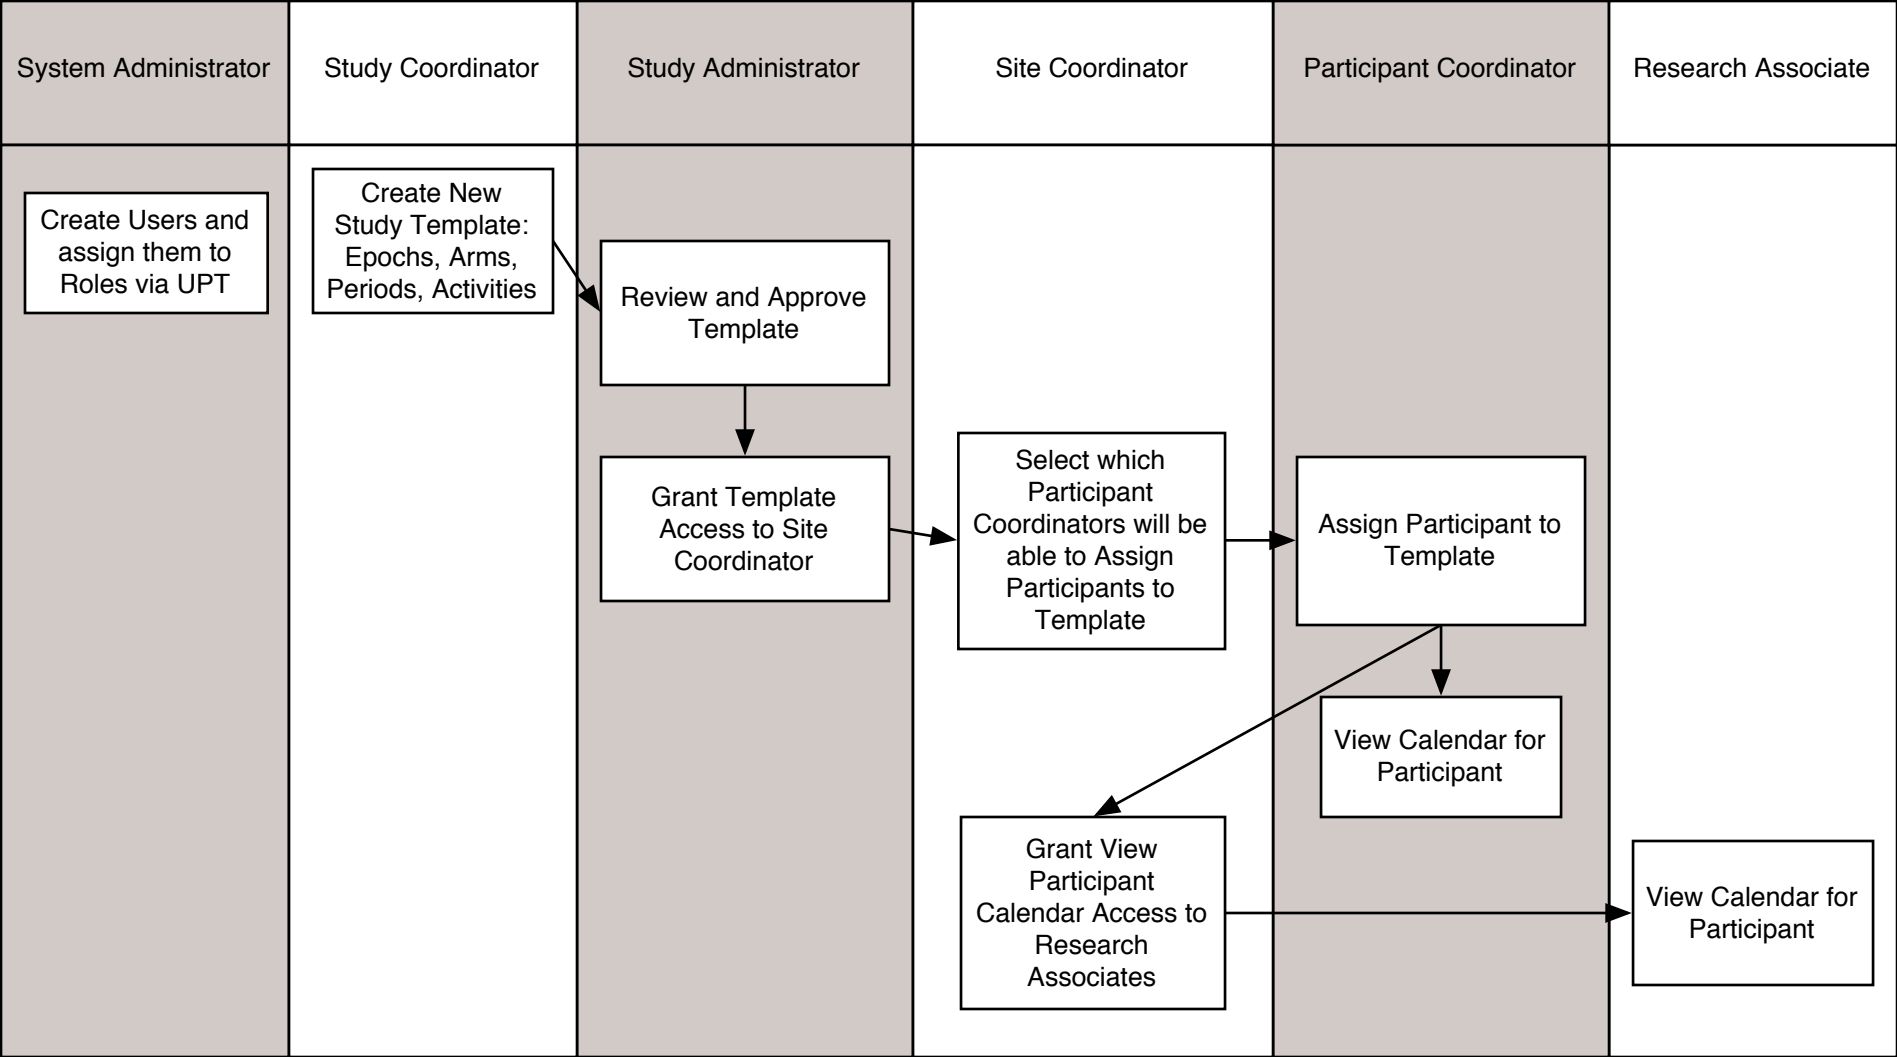 System Administrator
Study Coordinator
Study Administrator
Site Coordinator
Participant Coordinator
Research Associate
Create Users and
assign them to
Roles via UPT
Create New
Study Template:
Epochs, Arms,
Periods, Activities
Review and Approve
Template
Grant Template
Access to Site
Coordinator
Select which
Participant
Coordinators will be
able to Assign
Participants to
Template
Assign Participant to
Template
View Calendar for
Participant
Grant View
Participant
Calendar Access to
Research
Associates
View Calendar for
Participant